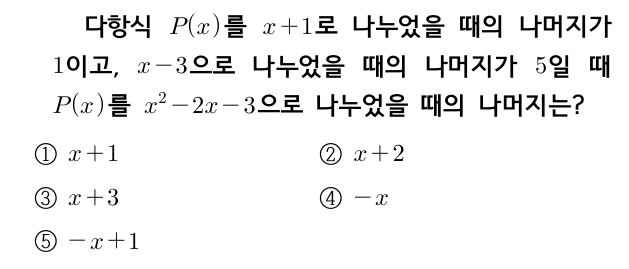 다항식 P(x)를 x+1로 나누었을 때의 나머지가
1이고, x-3으로 나누었을 때의 나머지가 5일 때
P(x)를 x²-2x-3으로 나누었을 때의 나머지는?
① x+1 ② x+2
③ x+3 ④ -x
⑤ -x+1